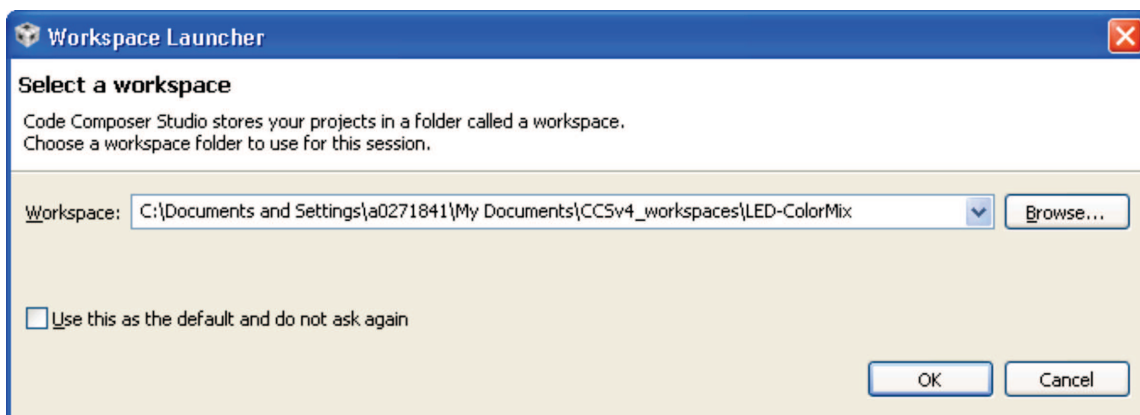 Workspace Launcher
Select a workspace
Code Composer Studio stores your projects in a folder called a workspace.
Choose a workspace folder to use for this session.
Workspace: C:\Documents and Settings\a0271841\My Documents\CCSv4_workspaces\LED-ColorMix Browse...
Use this as the default and do not ask again
OK Cancel